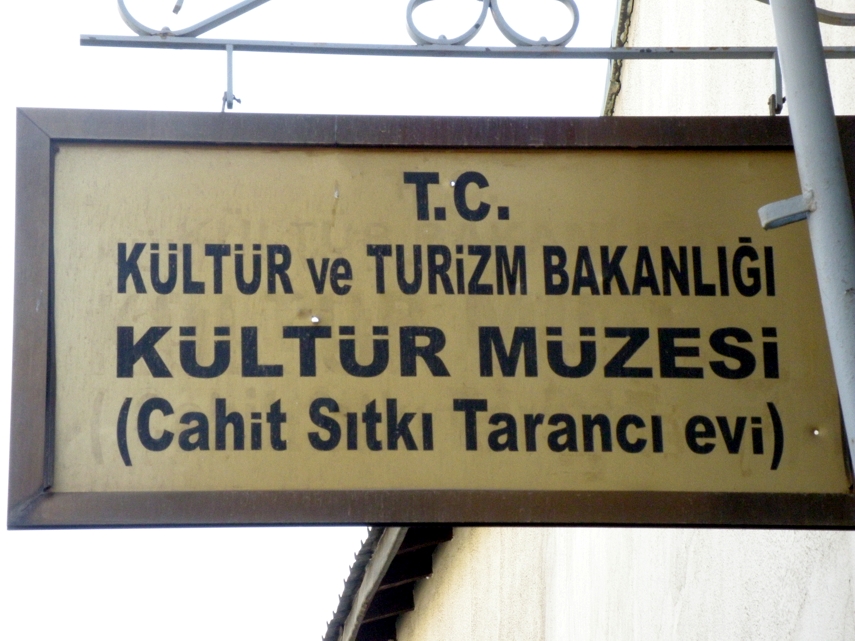 T.C.
KÜLTÜR ve TURİZM BAKANLIĞI
KÜLTÜR MÜZESİ
(Cahit Sıtkı Tarancı evi)